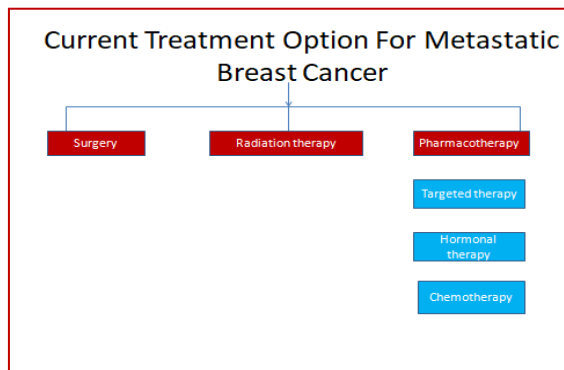 Current Treatment Option For Metastatic
Breast Cancer
Surgery
Radiation therapy
Pharmacotherapy
Targeted therapy
Hormonal
therapy
Chemotherapy